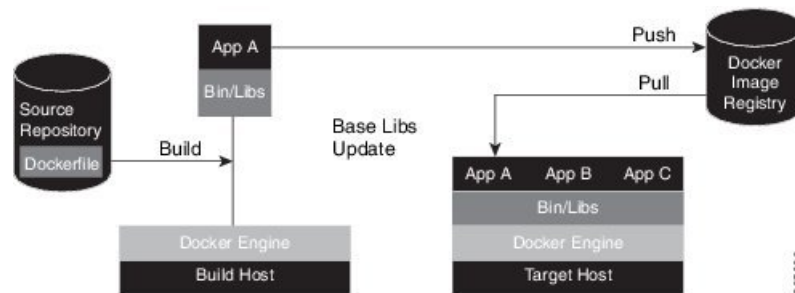 App A
Bin/Libs
Source
Repository
Dockerfile
Build
Docker Engine
Build Host
Base Libs
Update
Push
Pull
Docker
Image
Registry
App A App B App C
Bin/Libs
Docker Engine
Target Host